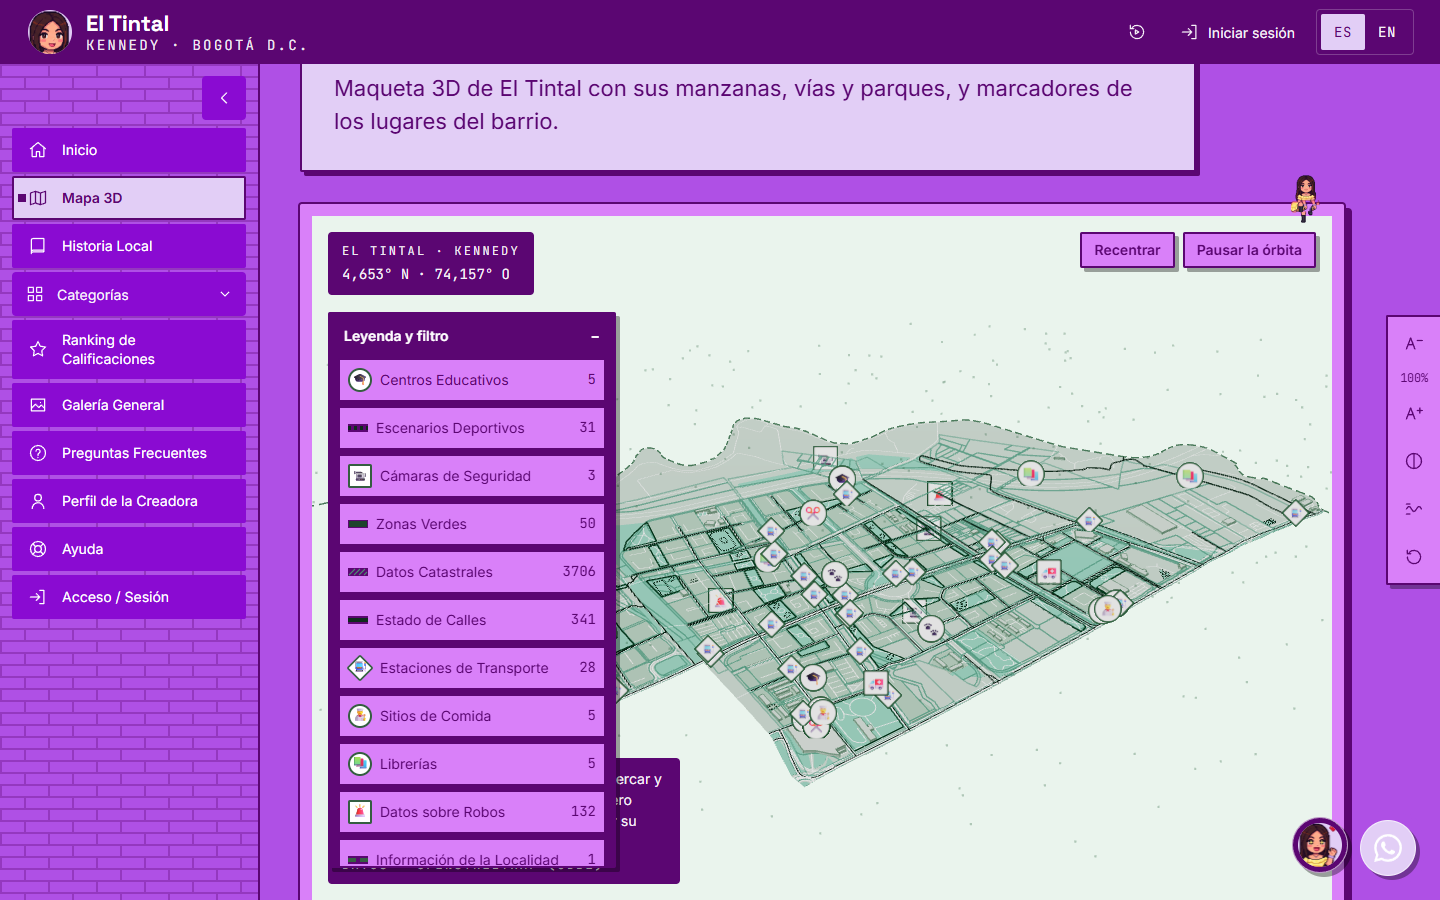 El Tintal
KENNEDY · BOGOTÁ D.C.
Iniciar sesión
ES
EN
Inicio
Mapa 3D
Historia Local
Categorías
Ranking de
Calificaciones
Galería General
Preguntas Frecuentes
Perfil de la Creadora
Ayuda
Acceso / Sesión
Maqueta 3D de El Tintal con sus manzanas, vías y parques, y marcadores de
los lugares del barrio.
EL TINTAL · KENNEDY
4,653° N · 74,157° O
Recentrar
Pausar la órbita
Leyenda y filtro
–
Centros Educativos 5
Escenarios Deportivos 31
Cámaras de Seguridad 3
Zonas Verdes 50
Datos Catastrales 3706
Estado de Calles 341
Estaciones de Transporte 28
Sitios de Comida 5
Librerías 5
Datos sobre Robos 132
Información de la Localidad 1
ercar y
ro
su
A−
100%
A+